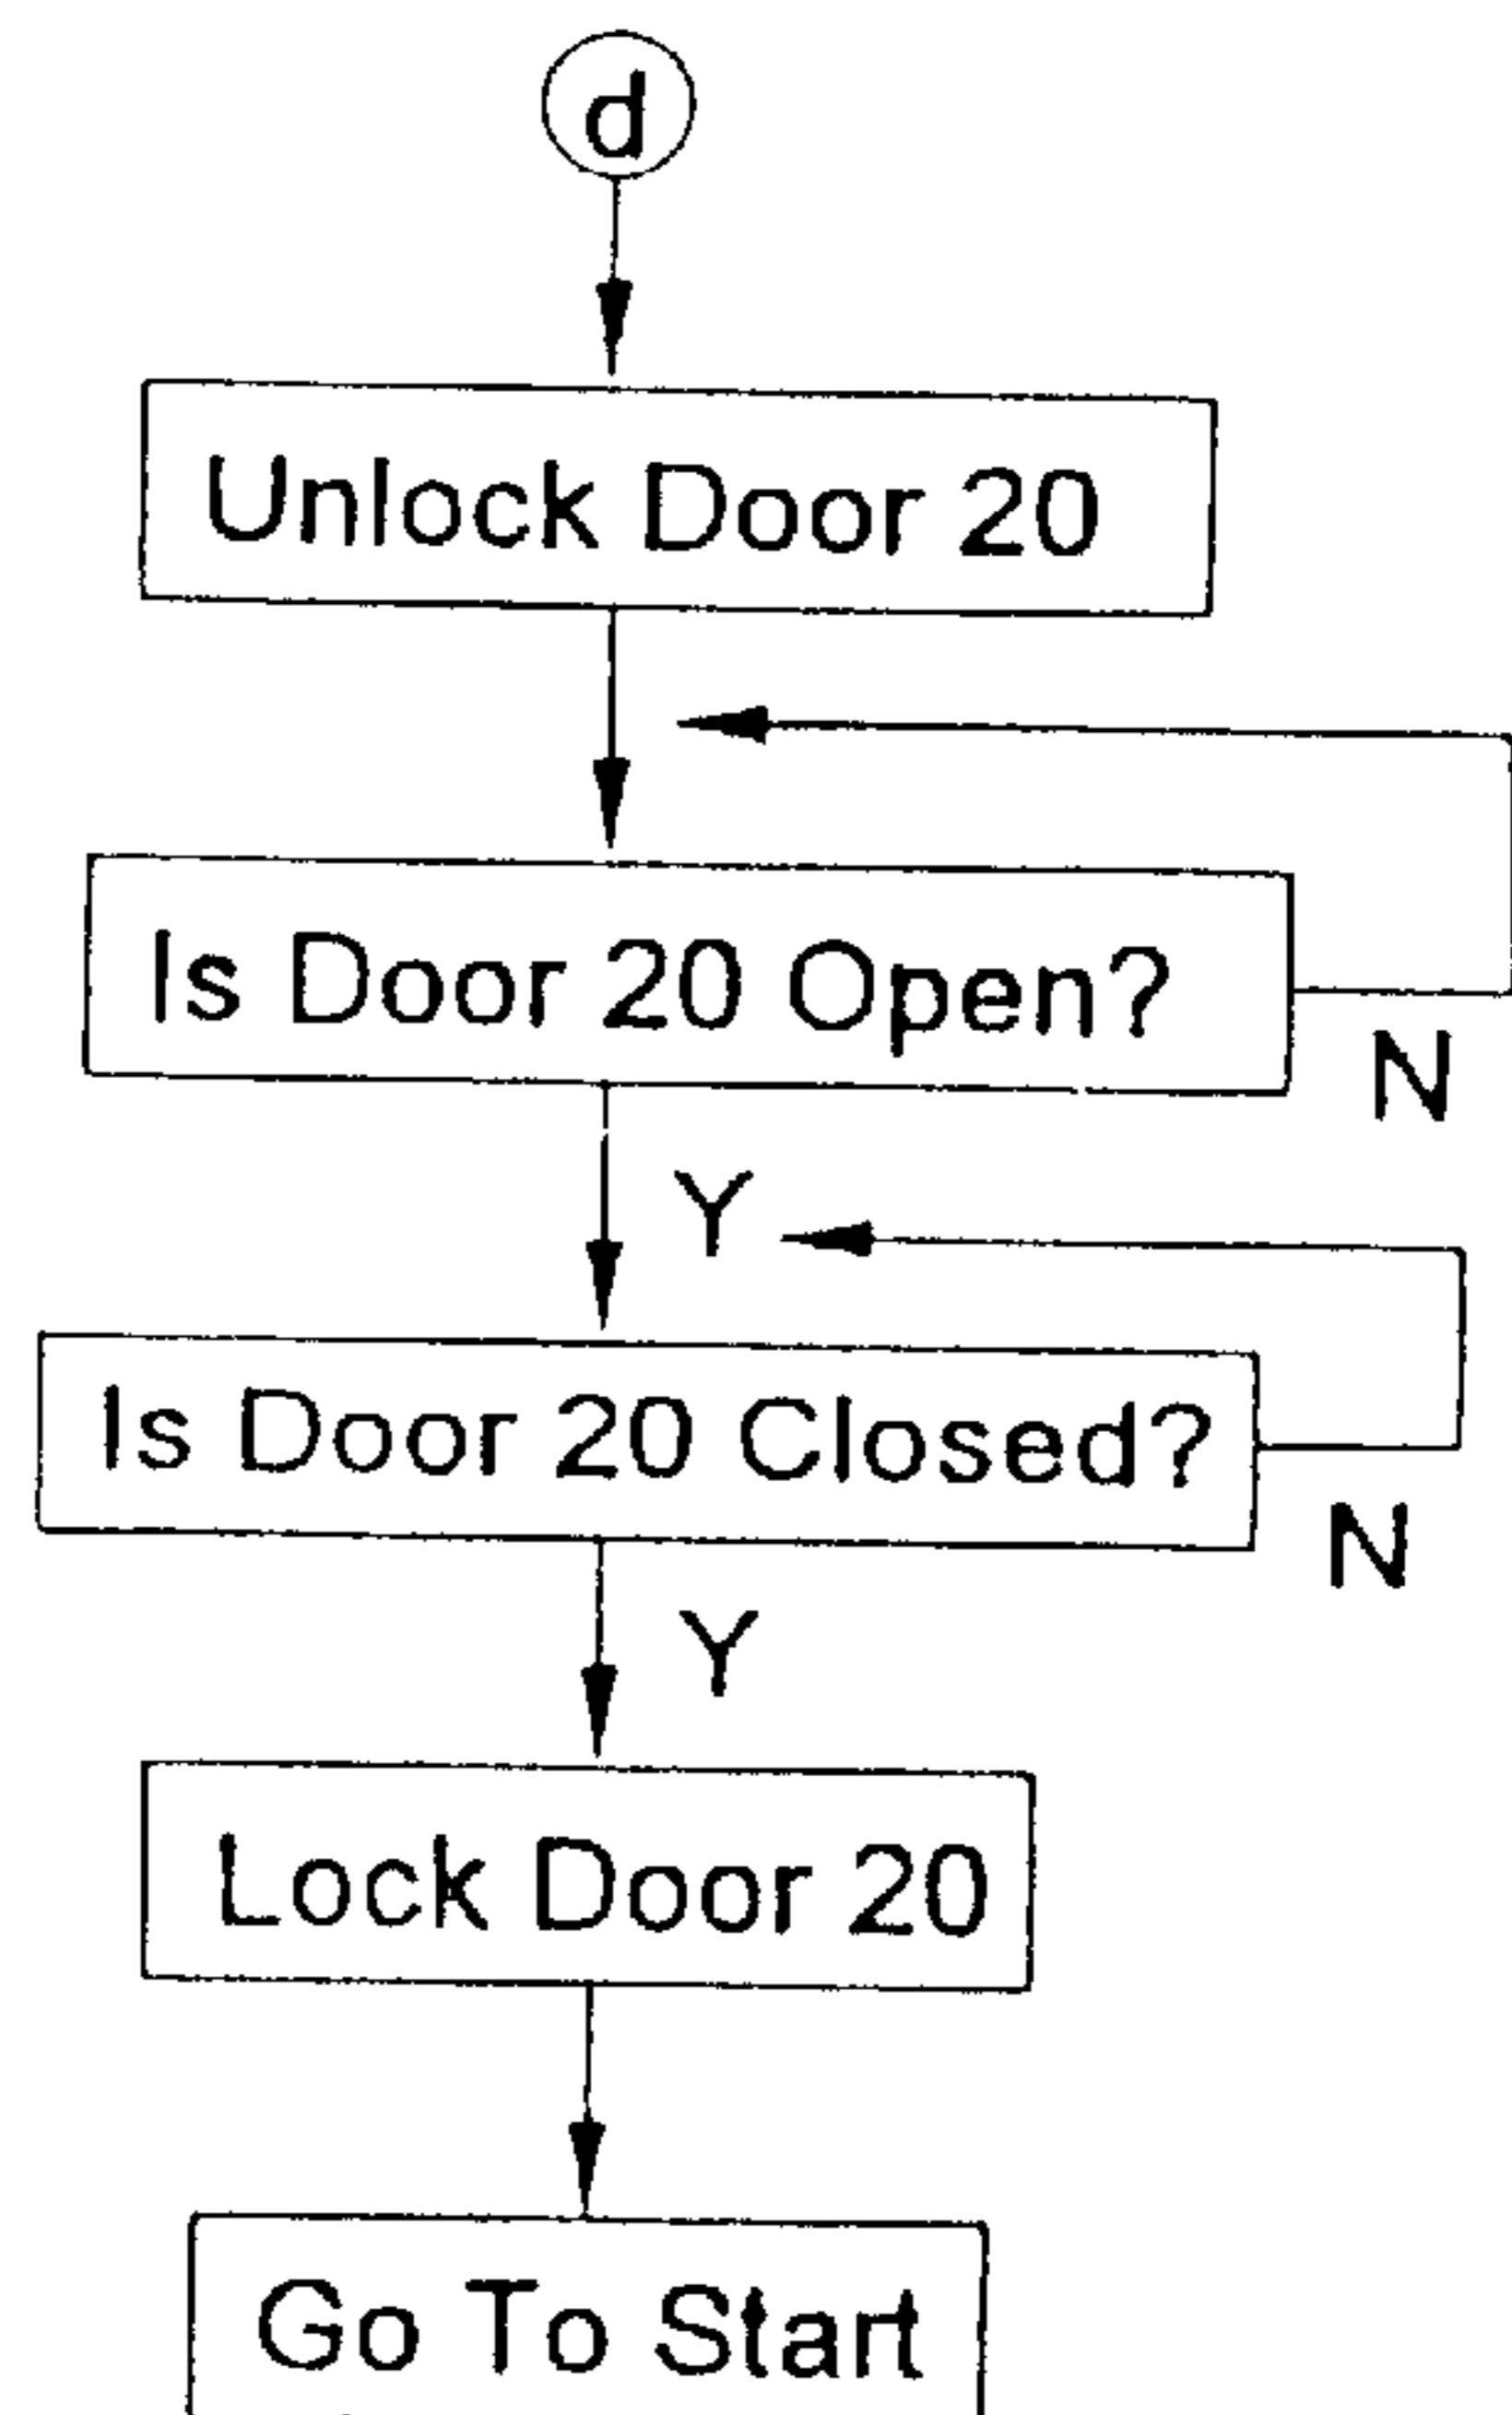 d
Unlock Door 20
Is Door 20 Open?
N
Y
Is Door 20 Closed?
N
Y
Lock Door 20
Go To Start